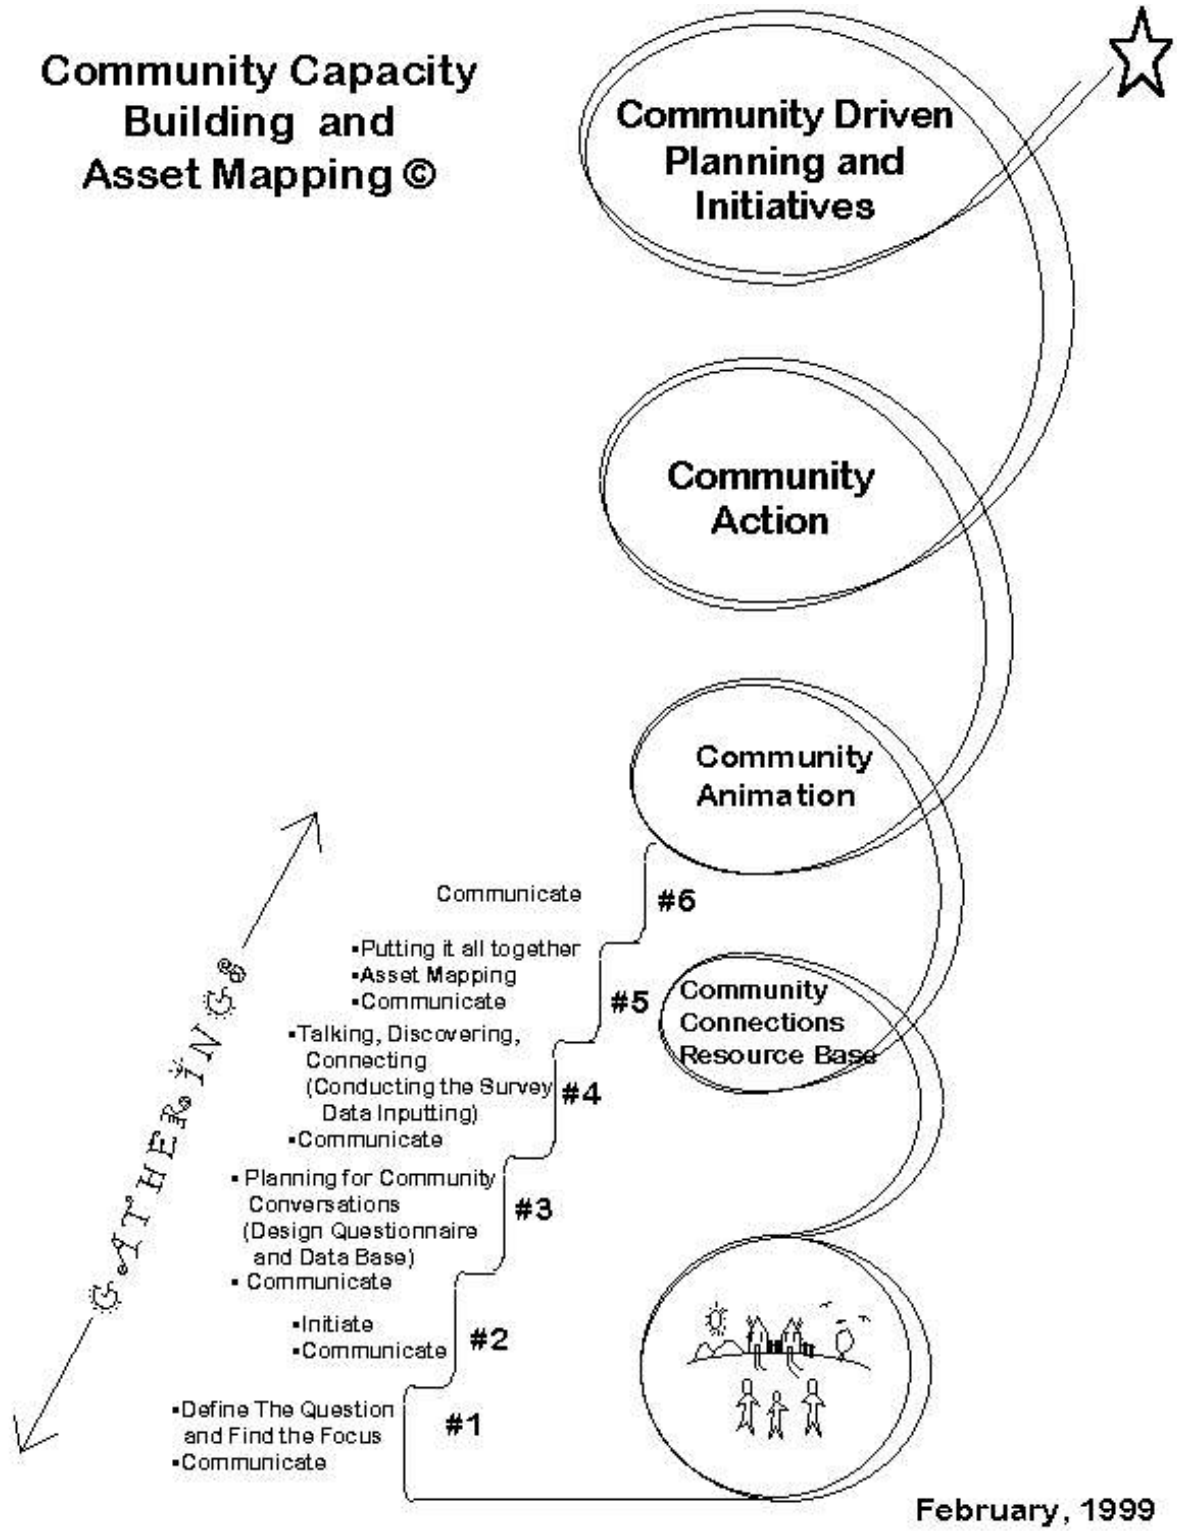 Community Capacity
Building and
Asset Mapping ©
Community Driven
Planning and
Initiatives
Community
Action
Community
Animation
Communicate
#6
▪Putting it all together
▪Asset Mapping
▪Communicate
#5
Community
Connections
Resource Base
▪Talking, Discovering,
Connecting
(Conducting the Survey
Data Inputting)
▪Communicate
#4
▪ Planning for Community
Conversations
(Design Questionnaire
and Data Base)
▪ Communicate
#3
▪Initiate
▪Communicate
#2
▪Define The Question
and Find the Focus
▪Communicate
#1
GATHERINGS
February, 1999